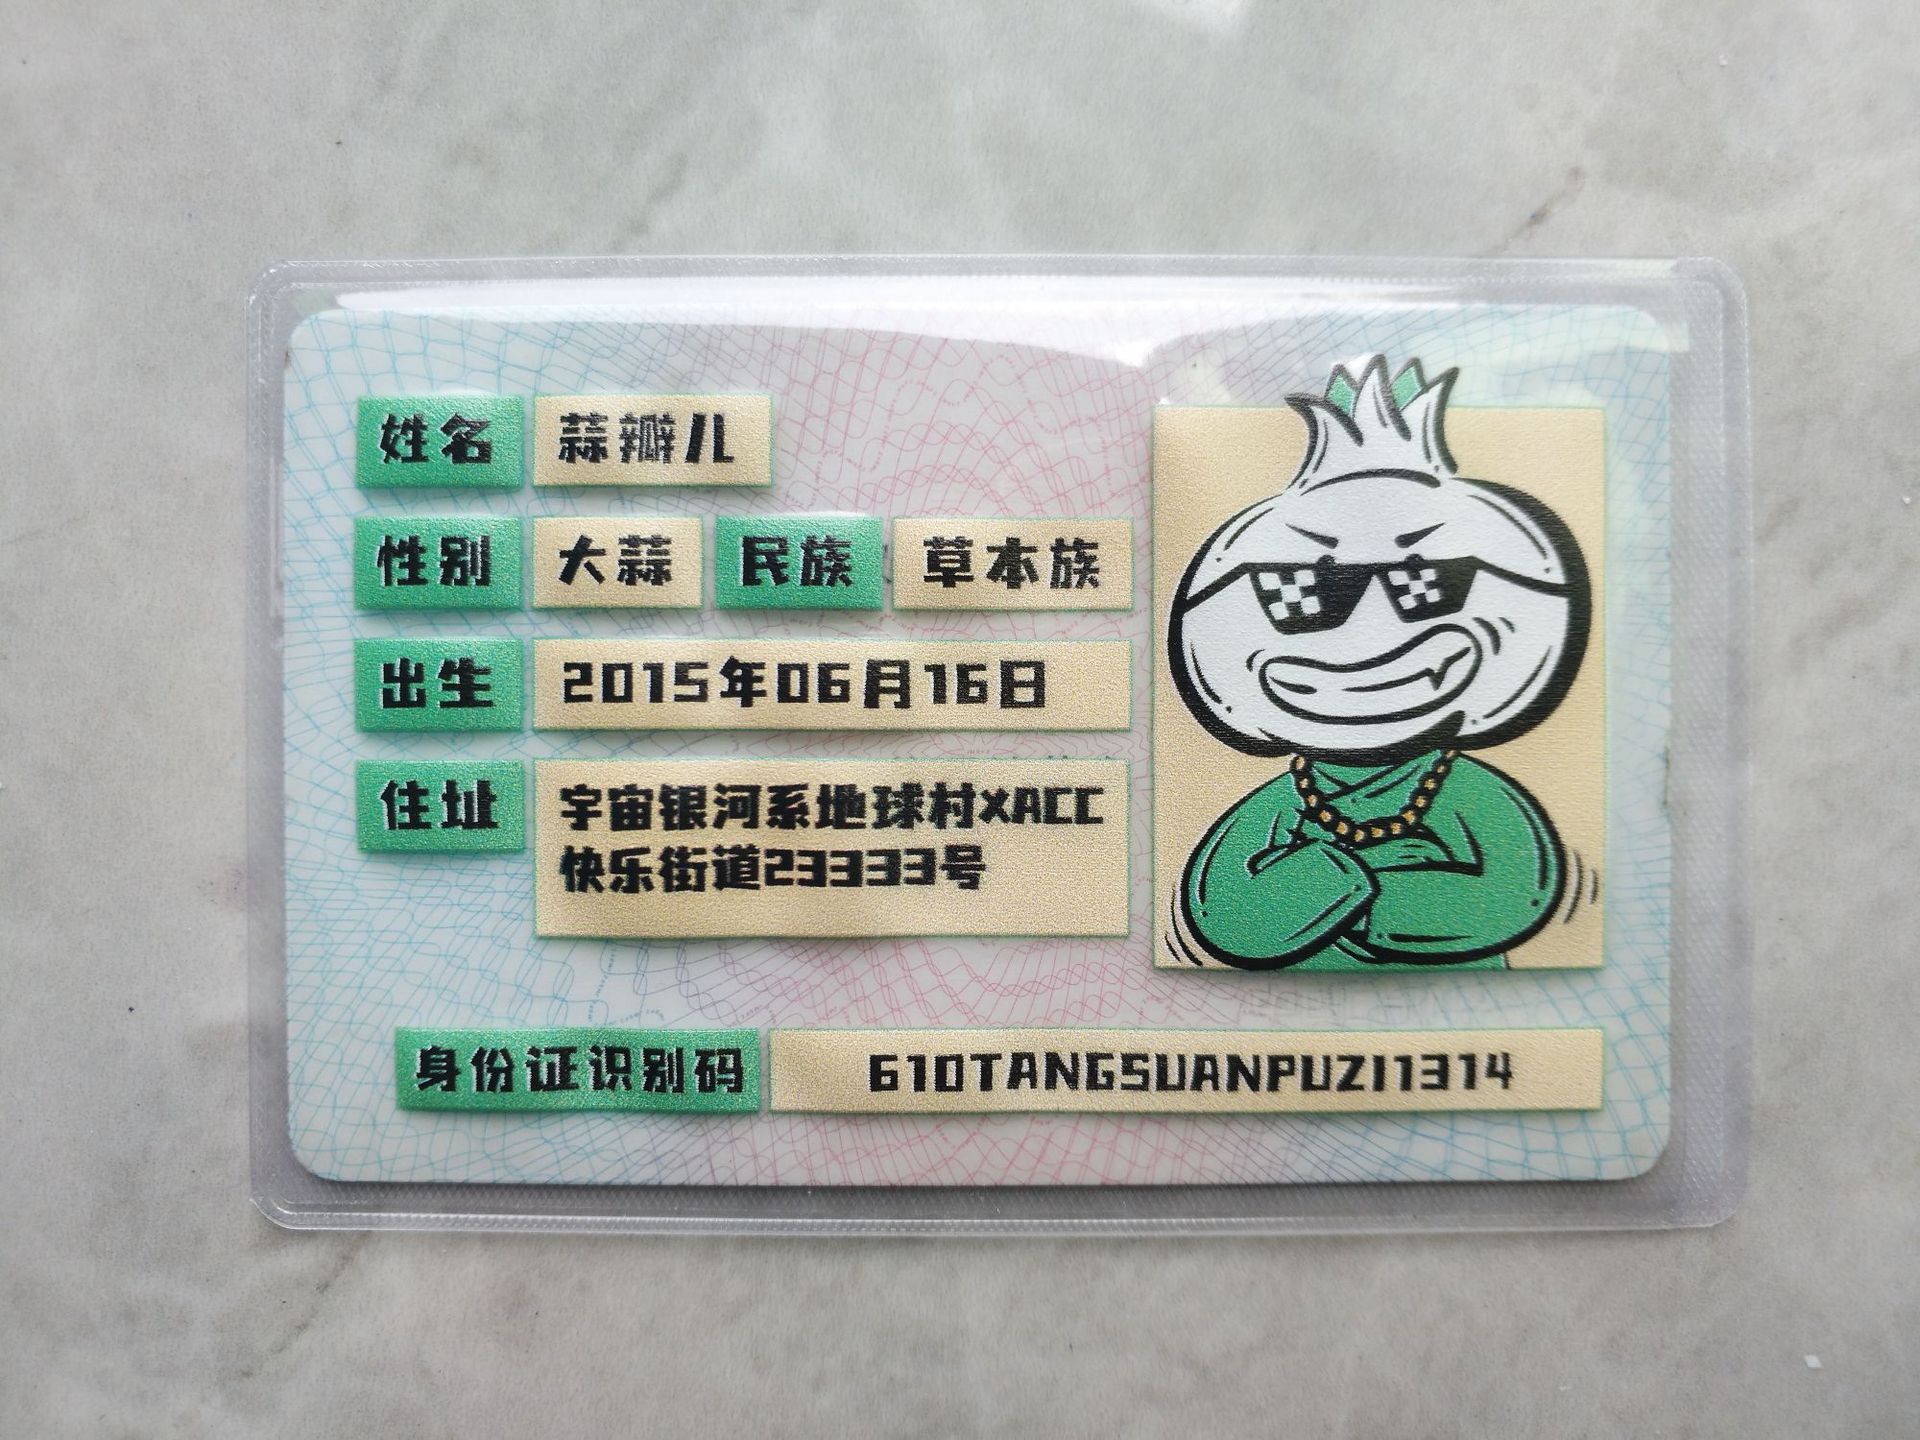 姓名 蒜瓣儿
性别 大蒜 民族 草本族
出生 2015年06月16日
住址 宇宙银河系地球村XACC
快乐街道23333号
身份证识别码 610TANGSUANPUZI1314